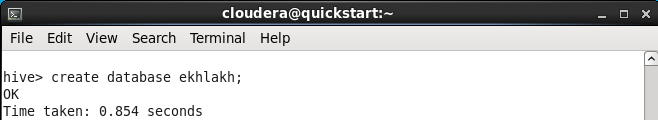 cloudera@quickstart:~
File Edit View Search Terminal Help
hive> create database ekhlakh;
OK
Time taken: 0.854 seconds